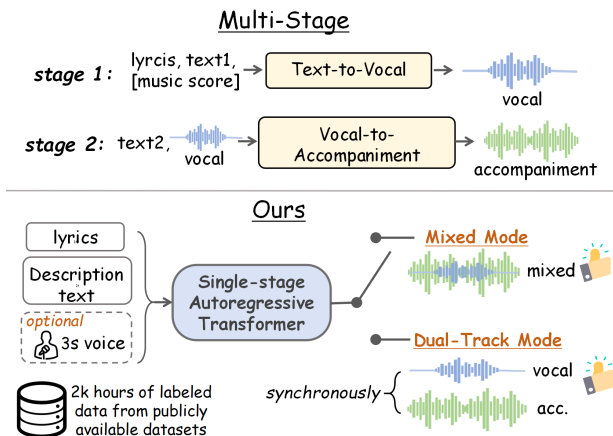 Multi-Stage
stage 1:
lyrcis, text1,
[music score]
Text-to-Vocal
vocal
stage 2:
text2,
vocal
Vocal-to-
Accompaniment
accompaniment
Ours
lyrics
Description
text
optional
3s voice
2k hours of labeled
data from publicly
available datasets
Single-stage
Autoregressive
Transformer
Mixed Mode
mixed
Dual-Track Mode
synchronously
vocal
acc.